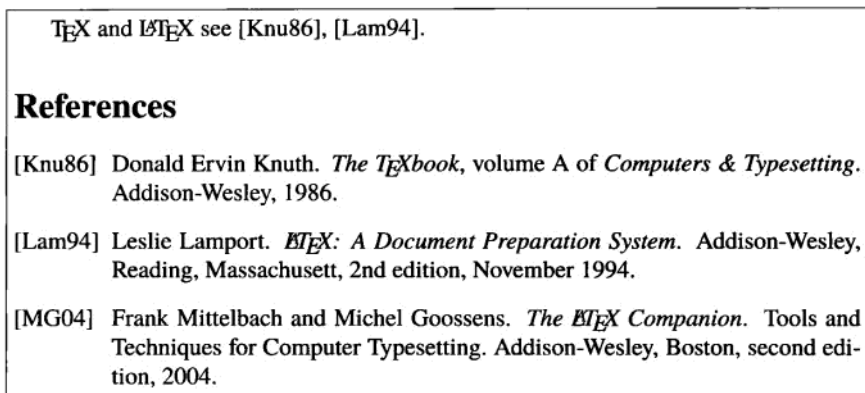 TEX and LATEX see [Knu86], [Lam94].
References
[Knu86] Donald Ervin Knuth. The TEXbook, volume A of Computers & Typesetting.
Addison-Wesley, 1986.
[Lam94] Leslie Lamport. LATEX: A Document Preparation System. Addison-Wesley,
Reading, Massachusett, 2nd edition, November 1994.
[MG04] Frank Mittelbach and Michel Goossens. The LATEX Companion. Tools and
Techniques for Computer Typesetting. Addison-Wesley, Boston, second edi-
tion, 2004.